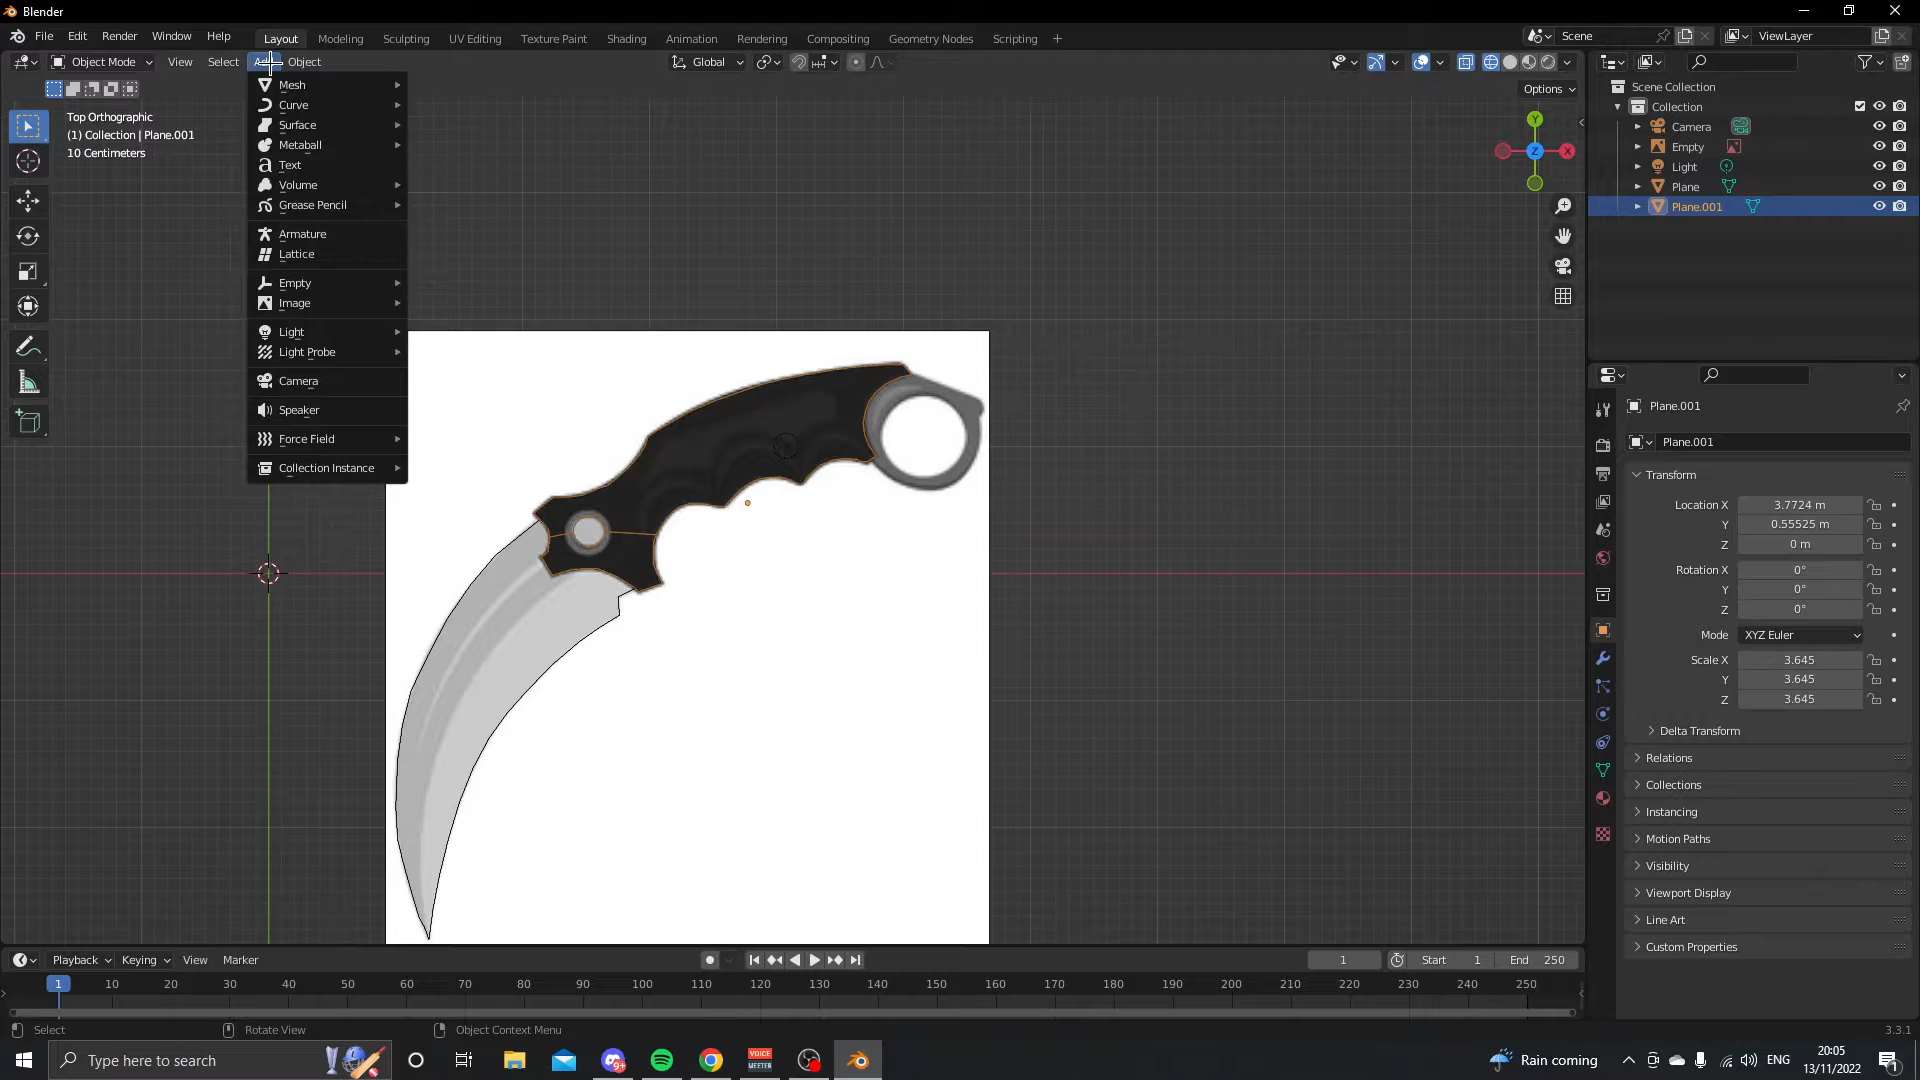 Blender
File Edit Render Window Help Layout Modeling Sculpting UV Editing Texture Paint Shading Animation Rendering Compositing Geometry Nodes Scripting + Scene ViewLayer
Object Mode View Select Object Global
Options
Top Orthographic
(1) Collection | Plane.001
10 Centimeters
Mesh
Curve
Surface
Metaball
Text
Volume
Grease Pencil
Armature
Lattice
Empty
Image
Light
Light Probe
Camera
Speaker
Force Field
Collection Instance
Y
Z X
Scene Collection
Collection
Camera
Empty
Light
Plane
Plane.001
Plane.001
Plane.001
Transform
Location X 3.7724 m
Y 0.55525 m
Z 0 m
Rotation X 0°
Y 0°
Z 0°
Mode XYZ Euler
Scale X 3.645
Y 3.645
Z 3.645
Delta Transform
Relations
Collections
Instancing
Motion Paths
Visibility
Viewport Display
Line Art
Custom Properties
Playback Keying View Marker 1 Start 1 End 250
1 10 20 30 40 50 60 70 80 90 100 110 120 130 140 150 160 170 180 190 200 210 220 230 240 250
Select Rotate View Object Context Menu 3.3.1
Type here to search 9+ VOICE MEETER Rain coming ENG 20:05
13/11/2022 1